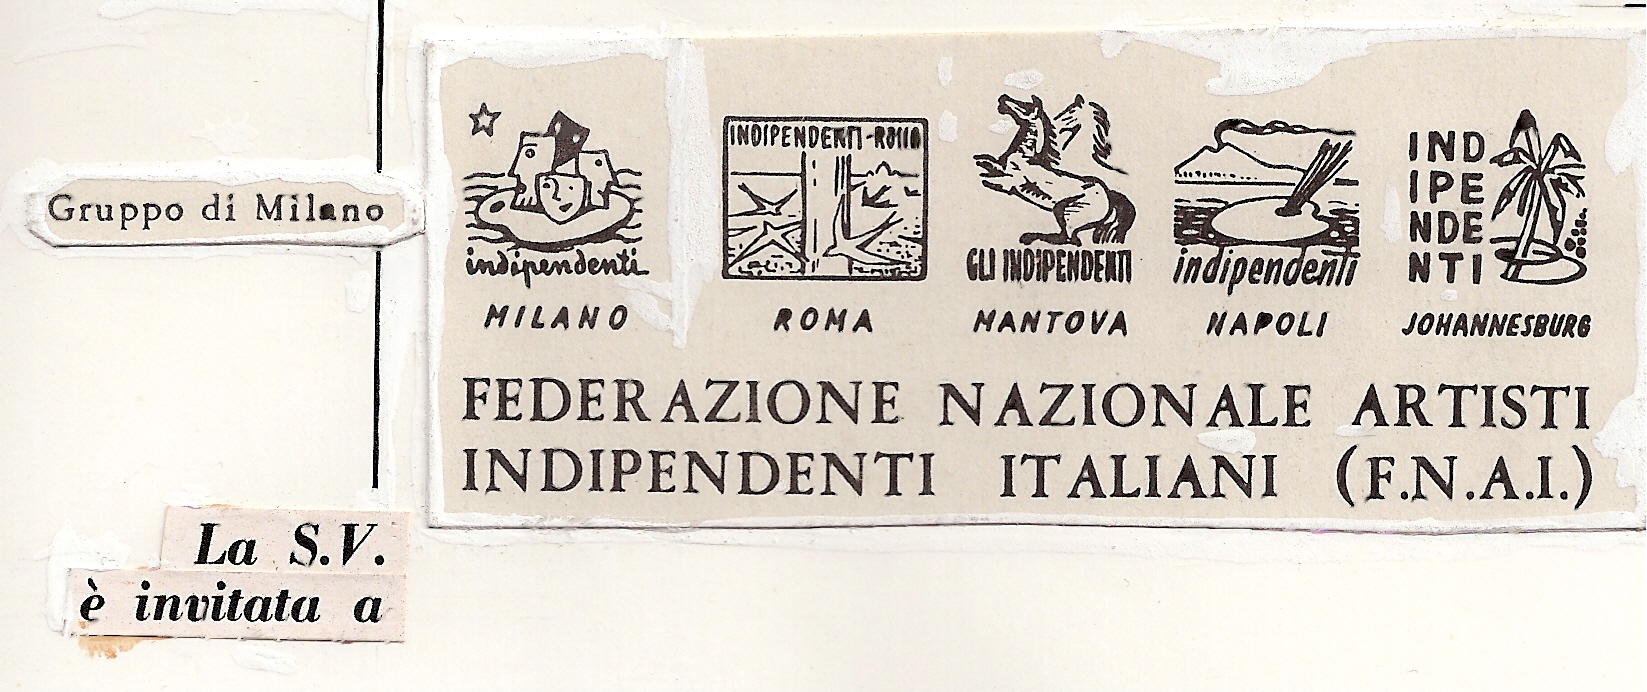 Gruppo di Milano
indipendenti
MILANO
INDIPENDENTI-ROMA
ROMA
GLI INDIPENDENTI
MANTOVA
indipendenti
NAPOLI
IND
IPE
NDE
NTI
JOHANNESBURG
FEDERAZIONE NAZIONALE ARTISTI
INDIPENDENTI ITALIANI (F.N.A.I.)
La S.V.
è invitata a